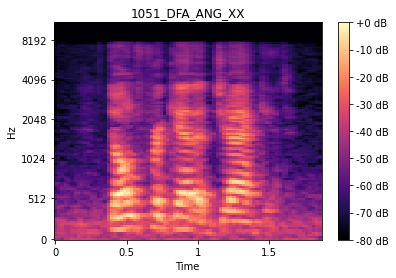 1051_DFA_ANG_XX
+0 dB
8192
-10 dB
4096
-20 dB
-30 dB
2048
Hz
-40 dB
1024
-50 dB
512
-60 dB
-70 dB
0
-80 dB
0
0.5
1
1.5
Time